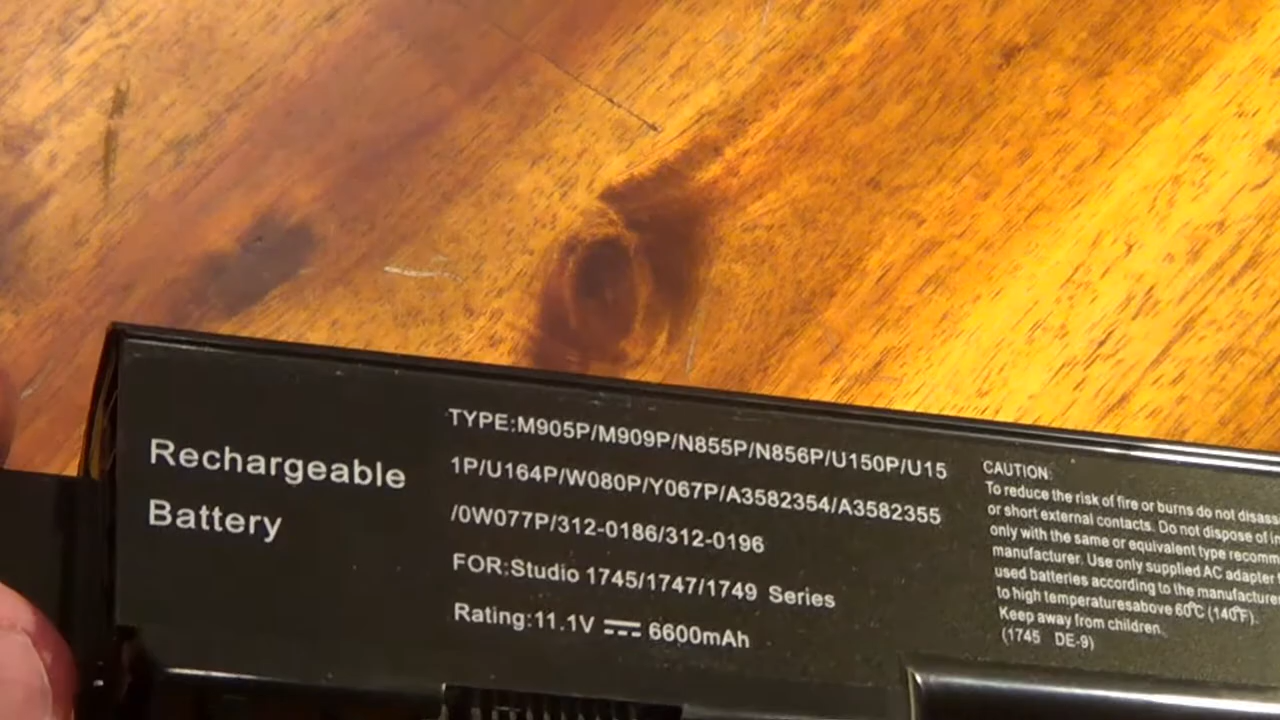 Rechargeable
Battery
TYPE:M905P/M909P/N855P/N856P/U150P/U15
1P/U164P/W080P/Y067P/A3582354/A3582355
/0W077P/312-0186/312-0196
FOR:Studio 1745/1747/1749 Series
Rating:11.1V 6600mAh
CAUTION:
To reduce the risk of fire or burns do not
or short external contacts. Do not dispose of
only with the same or equivalent type
manufacturer. Use only supplied AC adapter
used batteries according to the
to high temperaturesabove 60℃ (140℉).
Keep away from children.
(1745 DE-9)